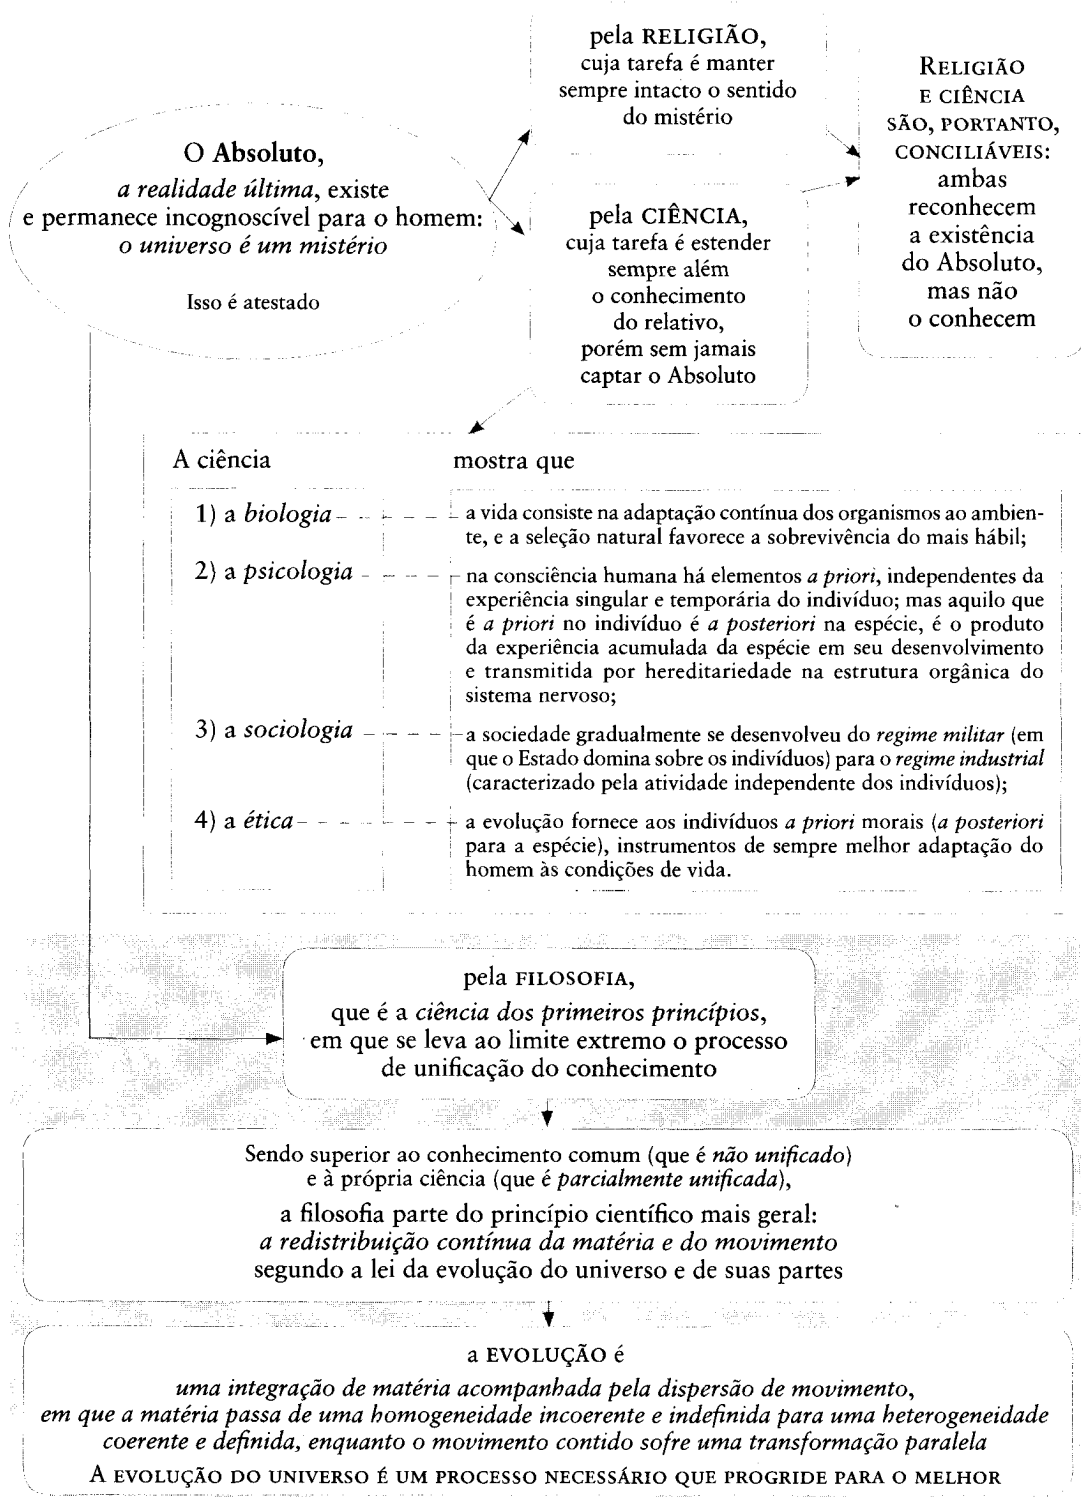 O Absoluto,
a realidade última, existe
e permanece incognoscível para o homem:
o universo é um mistério
Isso é atestado
pela RELIGIÃO,
cuja tarefa é manter
sempre intacto o sentido
do mistério
pela CIÊNCIA,
cuja tarefa é estender
sempre além
o conhecimento
do relativo,
porém sem jamais
captar o Absoluto
RELIGIÃO
E CIÊNCIA
SÃO, PORTANTO,
CONCILIÁVEIS:
ambas
reconhecem
a existência
do Absoluto,
mas não
o conhecem
A ciência mostra que
1) a biologia
a vida consiste na adaptação contínua dos organismos ao ambien-
te, e a seleção natural favorece a sobrevivência do mais hábil;
2) a psicologia
na consciência humana há elementos a priori, independentes da
experiência singular e temporária do indivíduo; mas aquilo que
é a priori no indivíduo é a posteriori na espécie, é o produto
da experiência acumulada da espécie em seu desenvolvimento
e transmitida por hereditariedade na estrutura orgânica do
sistema nervoso;
3) a sociologia
a sociedade gradualmente se desenvolveu do regime militar (em
que o Estado domina sobre os indivíduos) para o regime industrial
(caracterizado pela atividade independente dos indivíduos);
4) a ética
a evolução fornece aos indivíduos a priori morais (a posteriori
para a espécie), instrumentos de sempre melhor adaptação do
homem às condições de vida.
pela FILOSOFIA,
que é a ciência dos primeiros princípios,
em que se leva ao limite extremo o processo
de unificação do conhecimento
Sendo superior ao conhecimento comum (que é não unificado)
e à própria ciência (que é parcialmente unificada),
a filosofia parte do princípio científico mais geral:
a redistribuição contínua da matéria e do movimento
segundo a lei da evolução do universo e de suas partes
a EVOLUÇÃO é
uma integração de matéria acompanhada pela dispersão de movimento,
em que a matéria passa de uma homogeneidade incoerente e indefinida para uma heterogeneidade
coerente e definida, enquanto o movimento contido sofre uma transformação paralela
A EVOLUÇÃO DO UNIVERSO É UM PROCESSO NECESSÁRIO QUE PROGRIDE PARA O MELHOR